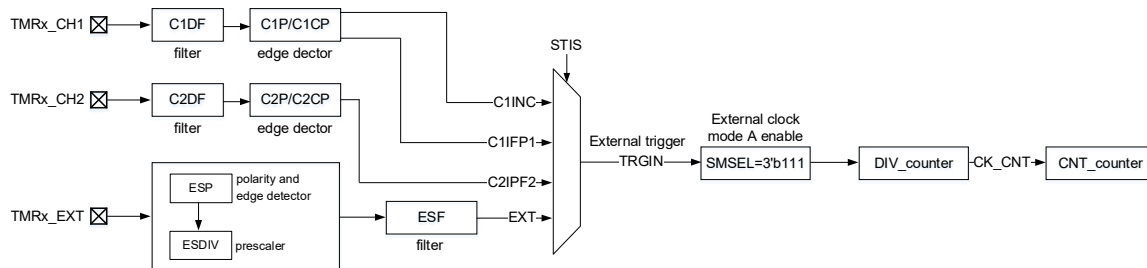 TMRx_CH1
C1DF
filter
C1P/C1CP
edge dector
STIS
TMRx_CH2
C2DF
filter
C2P/C2CP
edge dector
C1INC
C1IFP1
C2IPF2
EXT
External trigger
TRGIN
External clock
mode A enable
SMSEL=3'b111
DIV_counter
CK_CNT
CNT_counter
TMRx_EXT
ESP
polarity and
edge detector
ESDIV
prescaler
ESF
filter